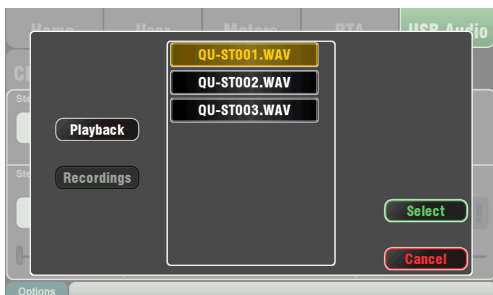 Home User Meters RTA USB Audio
QU-ST001.WAV
QU-ST002.WAV
QU-ST003.WAV
Playback
Recordings
Select
Cancel
Options